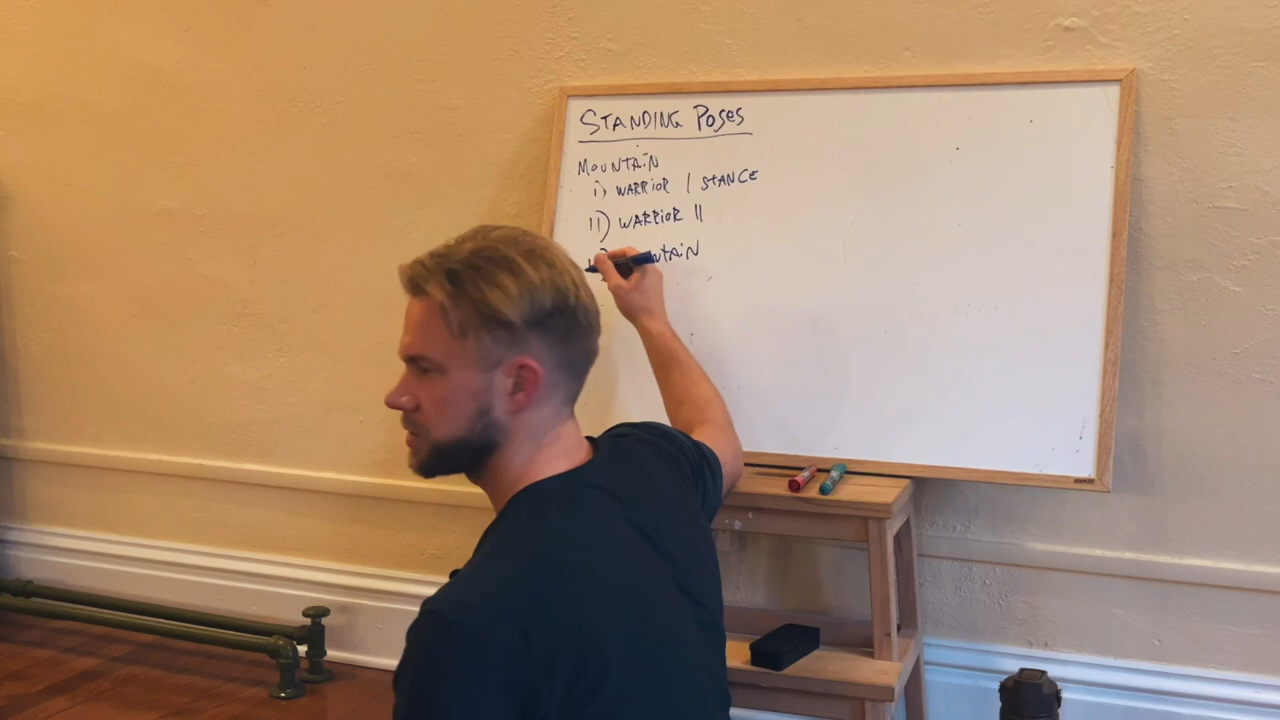 STANDING POSES
MOUNTAIN
i) WARRIOR I STANCE
II) WARRIOR II